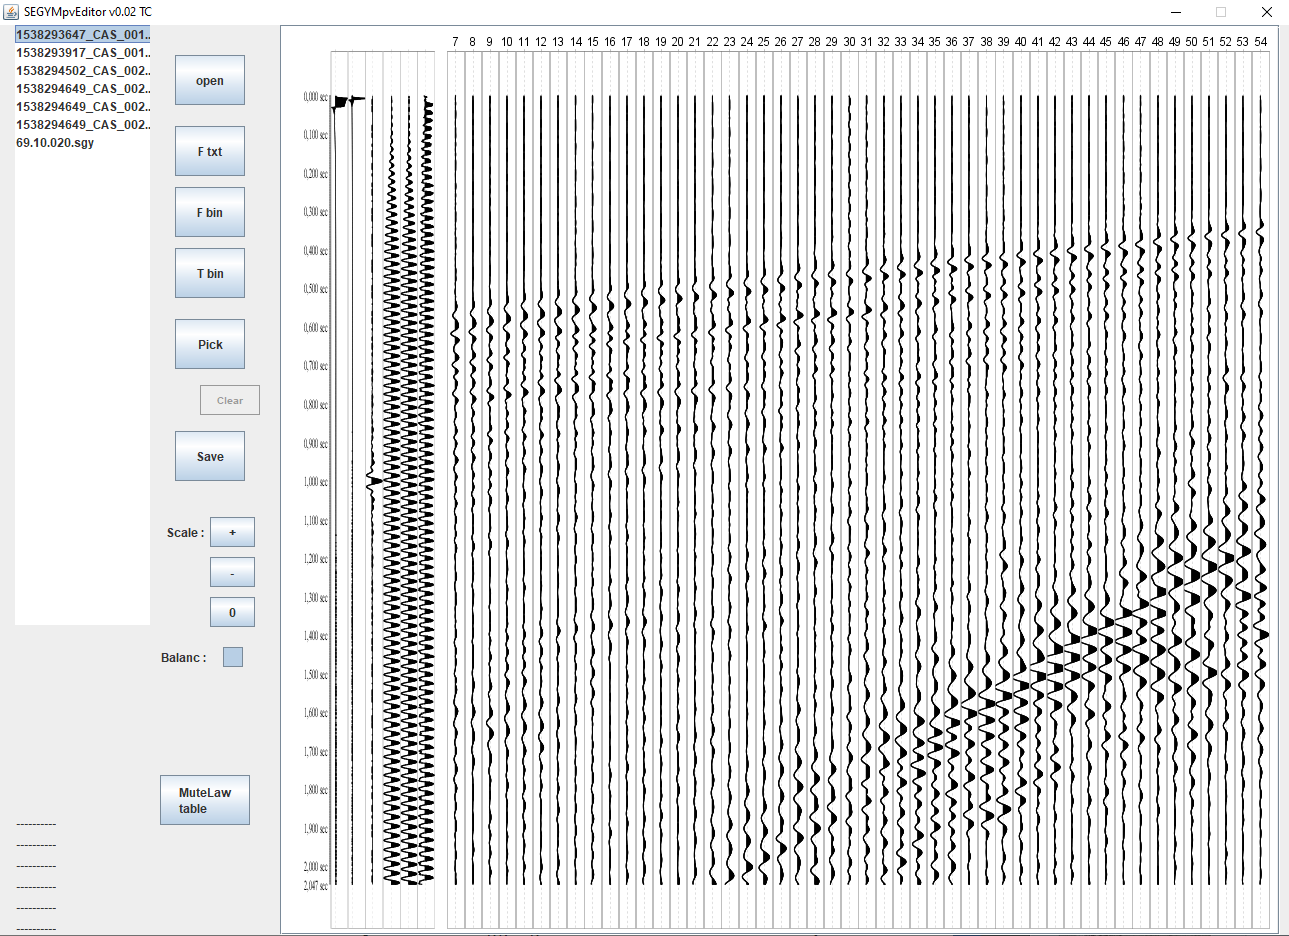 SEGYMpvEditor v0.02 TC
1538293647_CAS_001..
1538293917_CAS_001..
1538294502_CAS_002..
1538294649_CAS_002..
1538294649_CAS_002..
1538294649_CAS_002..
69.10.020.sgy
open
F txt
F bin
T bin
Pick
Clear
Save
Scale :
+
-
0
Balanc :
MuteLaw
table
----------
----------
----------
----------
----------
----------
7 8 9 10 11 12 13 14 15 16 17 18 19 20 21 22 23 24 25 26 27 28 29 30 31 32 33 34 35 36 37 38 39 40 41 42 43 44 45 46 47 48 49 50 51 52 53 54
0,000 sec
0,100 sec
0,200 sec
0,300 sec
0,400 sec
0,500 sec
0,600 sec
0,700 sec
0,800 sec
0,900 sec
1,000 sec
1,100 sec
1,200 sec
1,300 sec
1,400 sec
1,500 sec
1,600 sec
1,700 sec
1,800 sec
1,900 sec
2,000 sec
2,047 sec